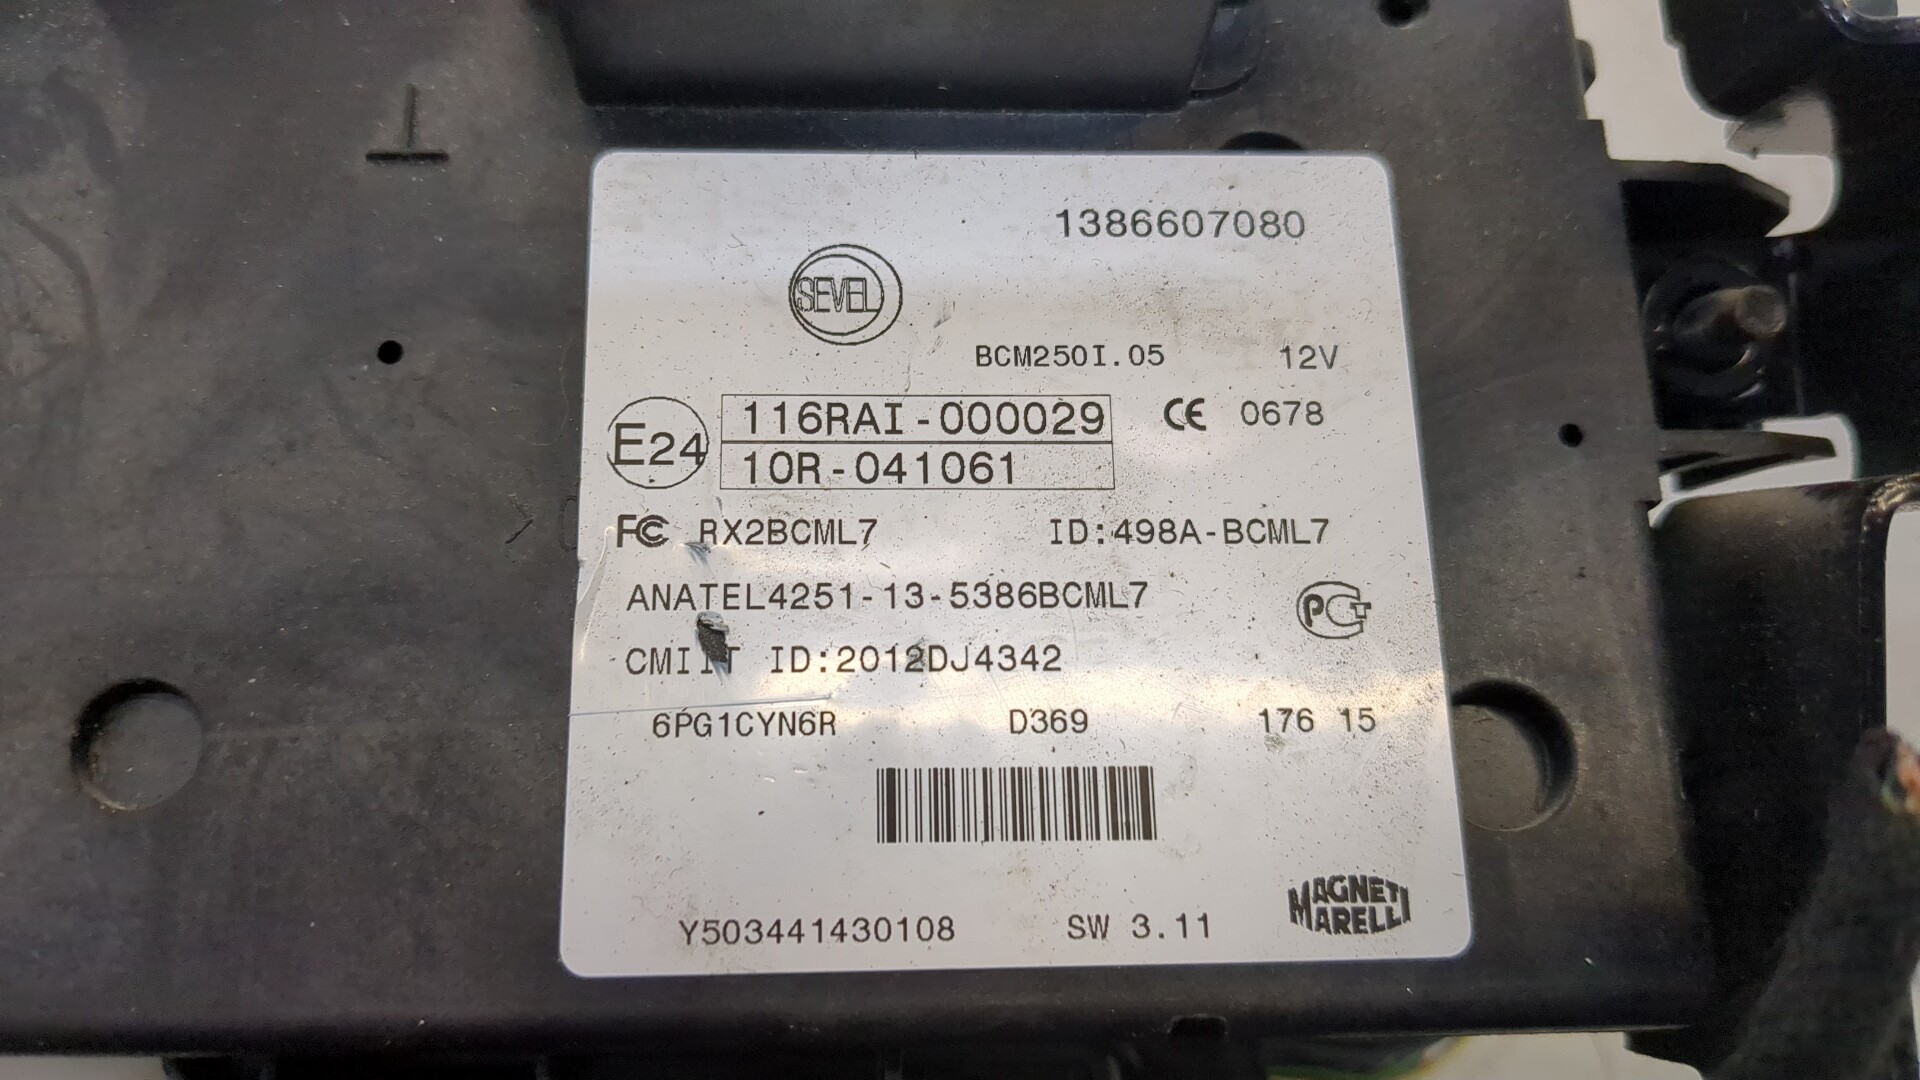 1386607080
SEVEL
BCM250I.05 12V
E24 116RAI-000029 CE 0678
10R-041061
FC RX2BCML7 ID:498A-BCML7
ANATEL4251-13-5386BCML7 PCT
CMIIT ID:2012DJ4342
6PG1CYN6R D369 176 15
Y503441430108 SW 3.11
MAGNETI
MARELLI